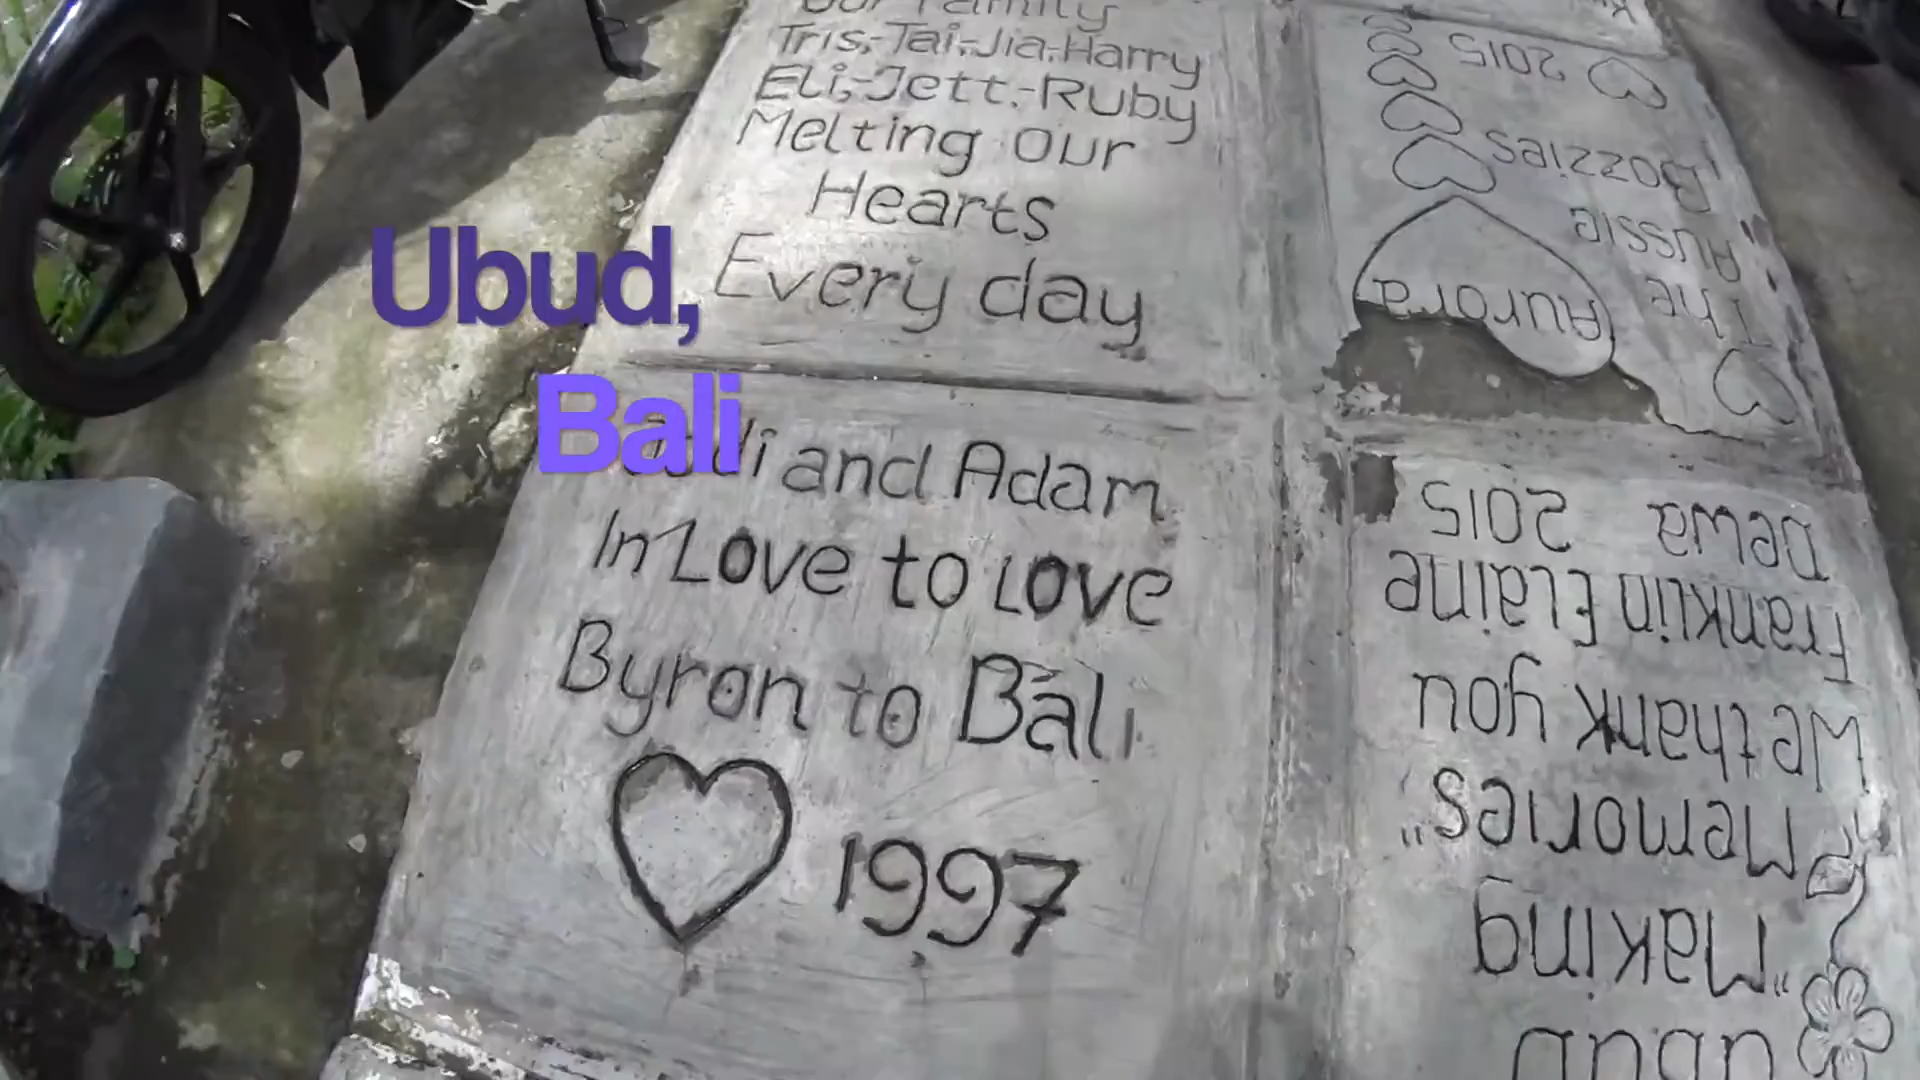 Our Family
Tris,-Tai,-Jia,-Harry
Eli,-Jett.-Ruby
Melting Our
Hearts
Every day
Ubud,
Bali
and Adam
In Love to Love
Byron to Bali
1997
ubud
"Making
Memories"
We thank you
Franklin Elaine
Dewa 2015
The
Aussie
Bozzies
2015
Aurora